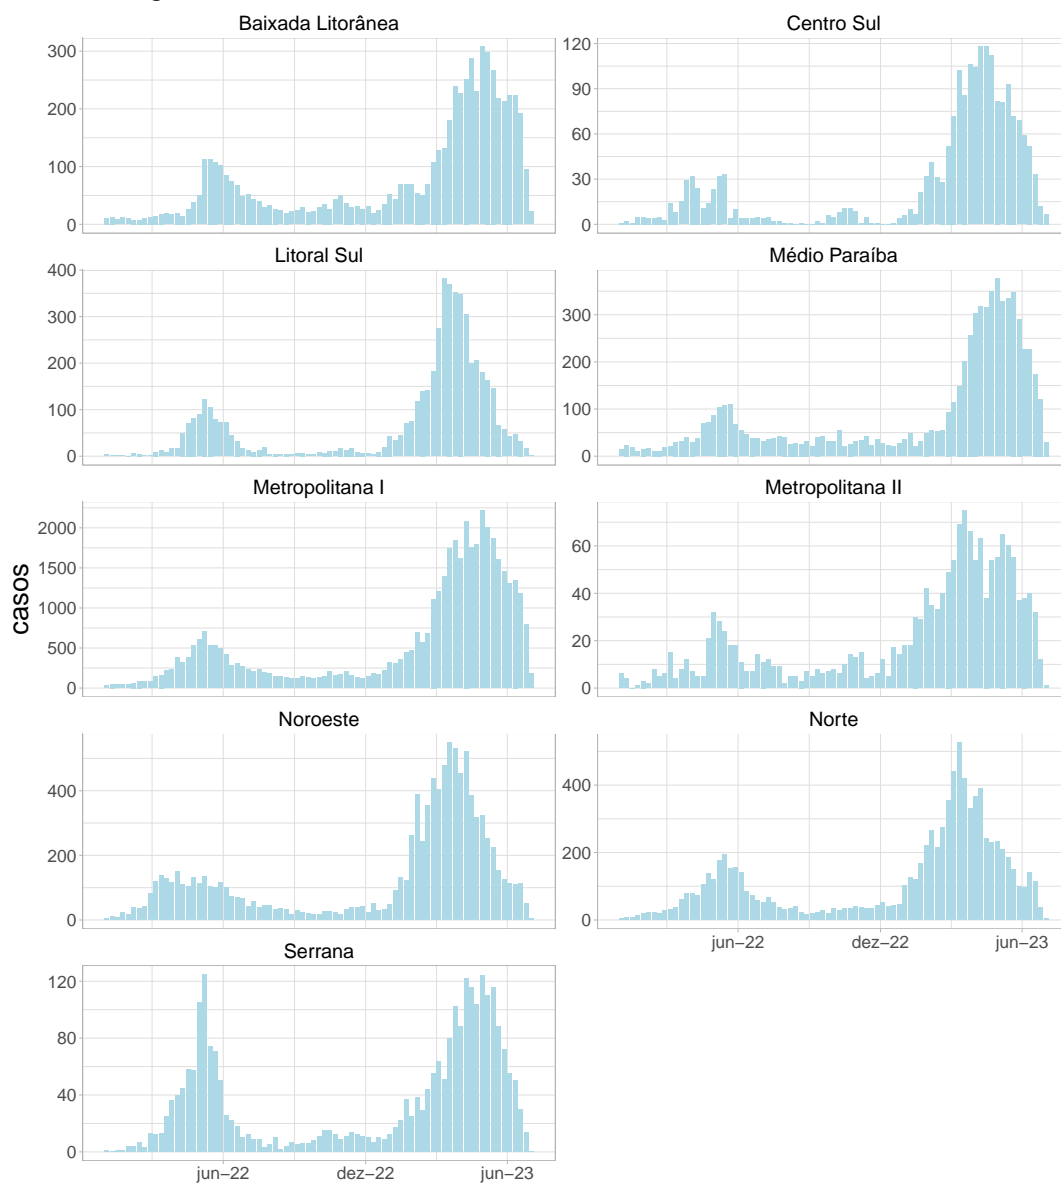 Baixada Litorânea
Centro Sul
300
200
100
0
120
90
60
30
0
Litoral Sul
Médio Paraíba
400
300
200
100
0
300
200
100
0
Metropolitana I
Metropolitana II
casos
2000
1500
1000
500
0
60
40
20
0
Noroeste
Norte
400
200
0
400
200
0
jun−22
dez−22
jun−23
Serrana
120
80
40
0
jun−22
dez−22
jun−23